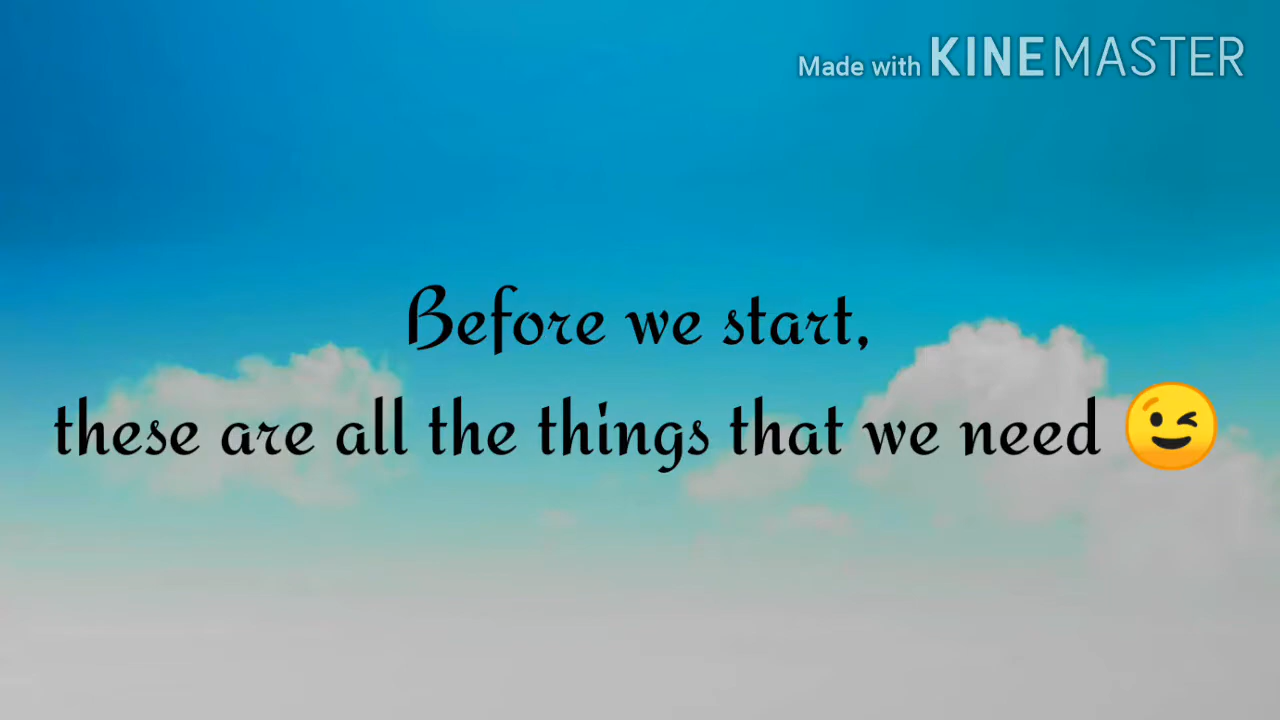 Made with KINEMASTER
Before we start,
these are all the things that we need 😉